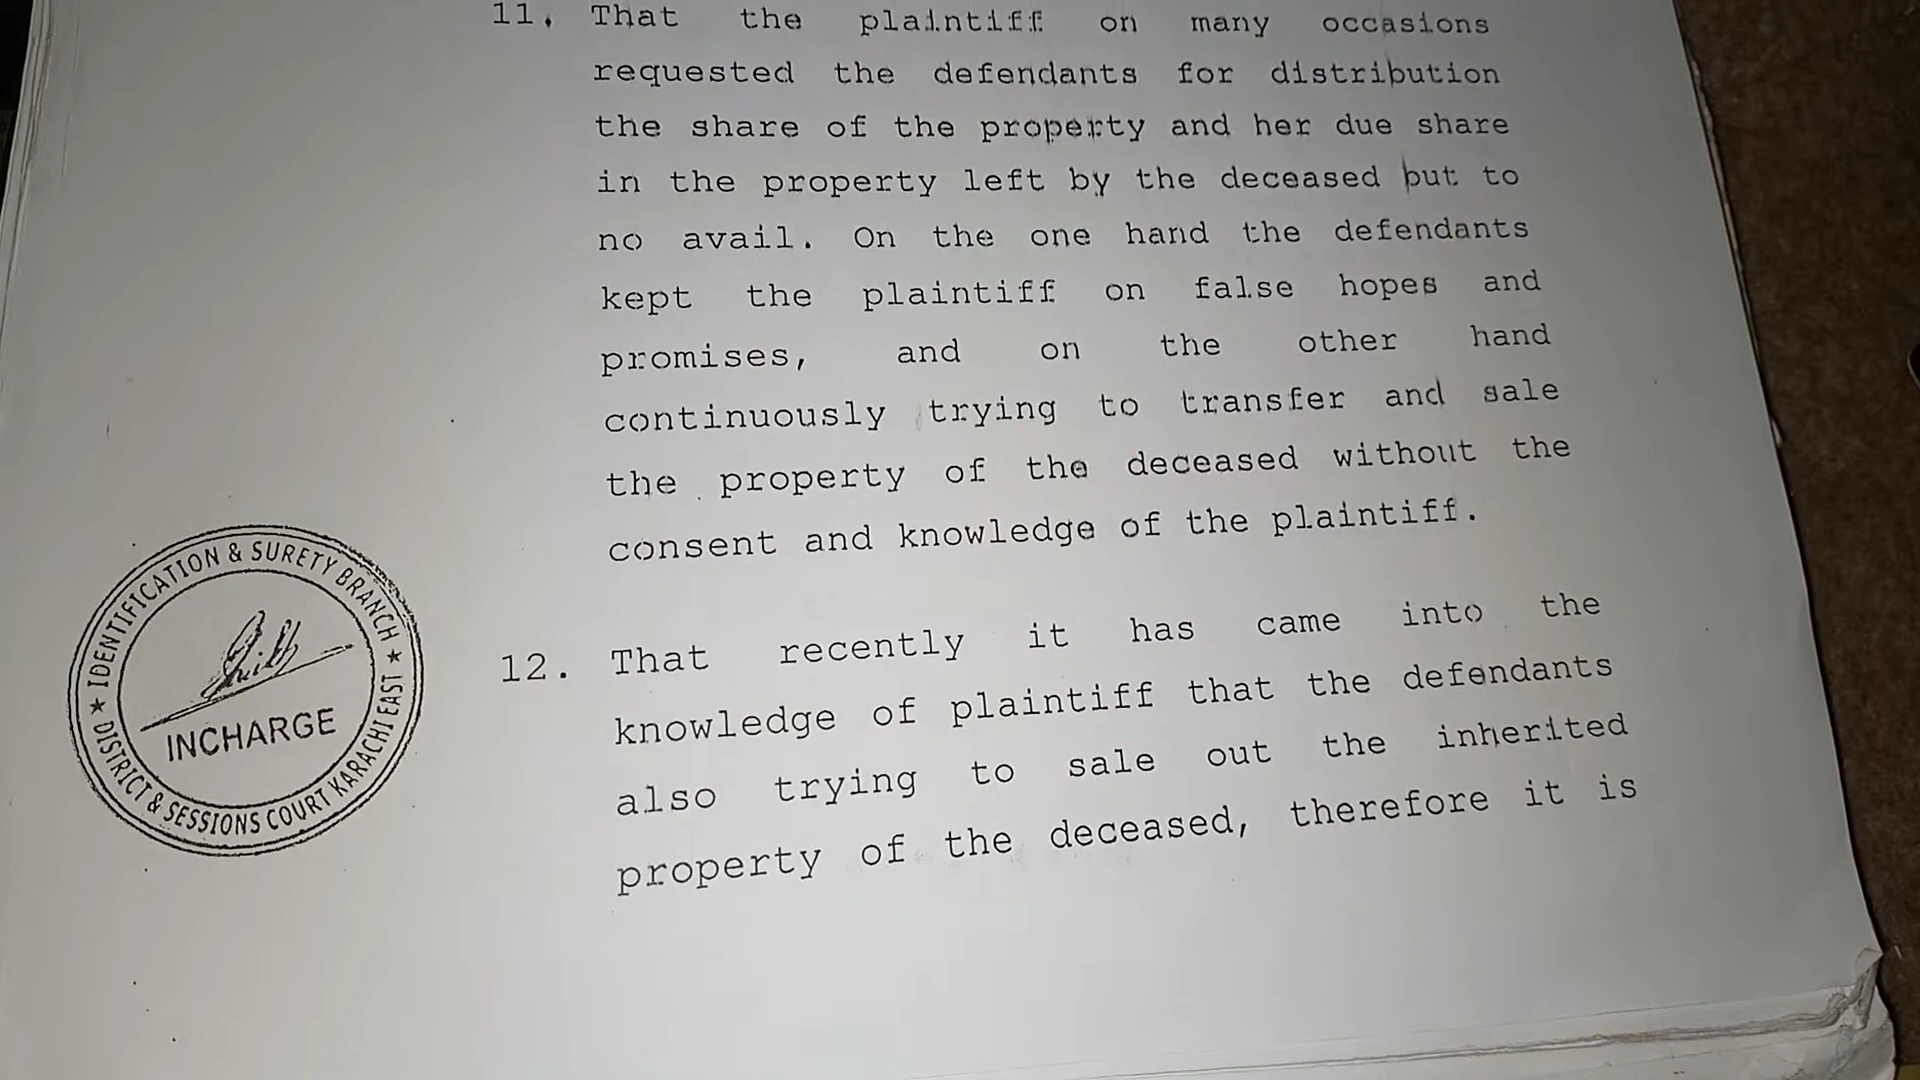 11. That the plaintiff on many occasions
requested the defendants for distribution
the share of the property and her due share
in the property left by the deceased but to
no avail. On the one hand the defendants
kept the plaintiff on false hopes and
promises, and on the other hand
continuously trying to transfer and sale
the property of the deceased without the
consent and knowledge of the plaintiff.
12. That recently it has came into the
knowledge of plaintiff that the defendants
also trying to sale out the inherited
property of the deceased, therefore it is
★ IDENTIFICATION & SURETY BRANCH ★
INCHARGE
DISTRICT & SESSIONS COURT KARACHI EAST